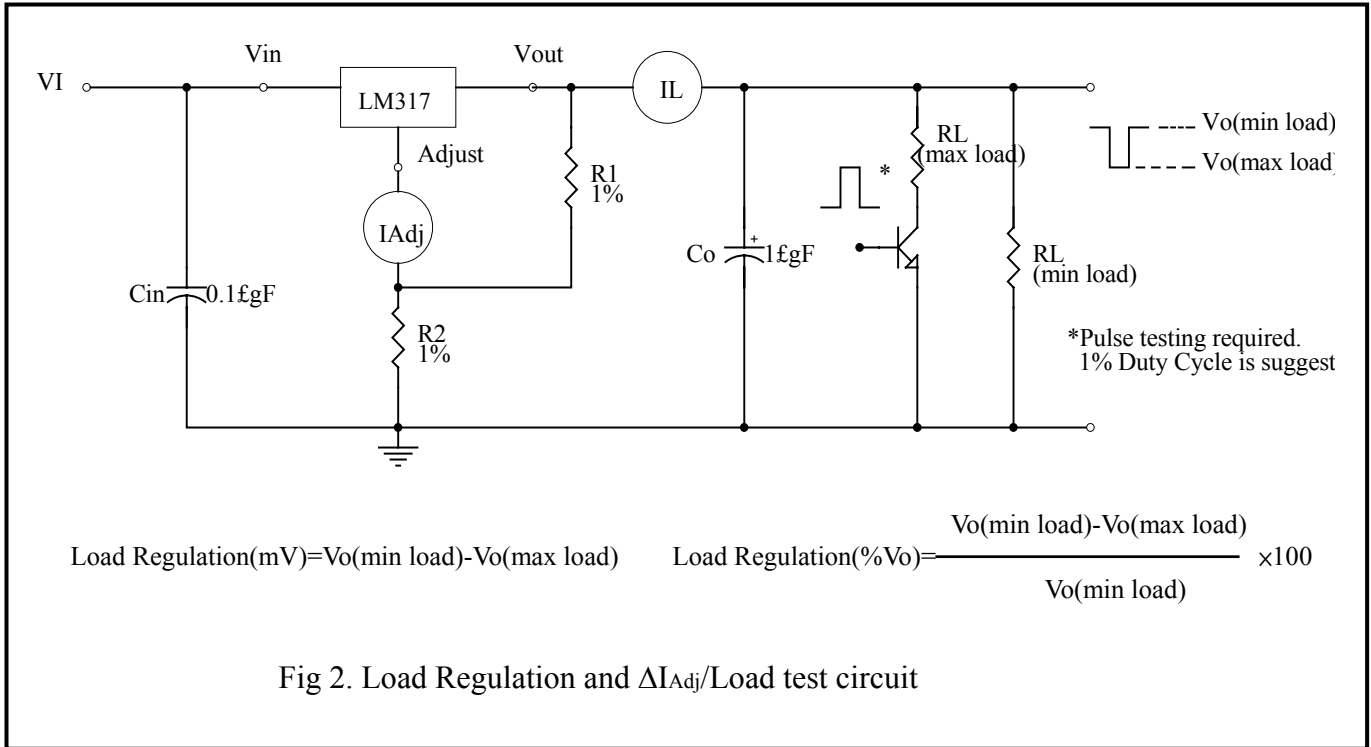 Vin
Vout
VI
LM317
IL
Adjust
IAdj
R1
1%
RL
(max load)
*
Vo(min load)
Vo(max load)
Cin
0.1£gF
R2
1%
Co
+
1£gF
RL
(min load)
*Pulse testing required.
1% Duty Cycle is suggest
Load Regulation(mV)=Vo(min load)-Vo(max load)
Load Regulation(%Vo)=
Vo(min load)-Vo(max load)
Vo(min load)
×100
Fig 2. Load Regulation and ΔIAdj/Load test circuit